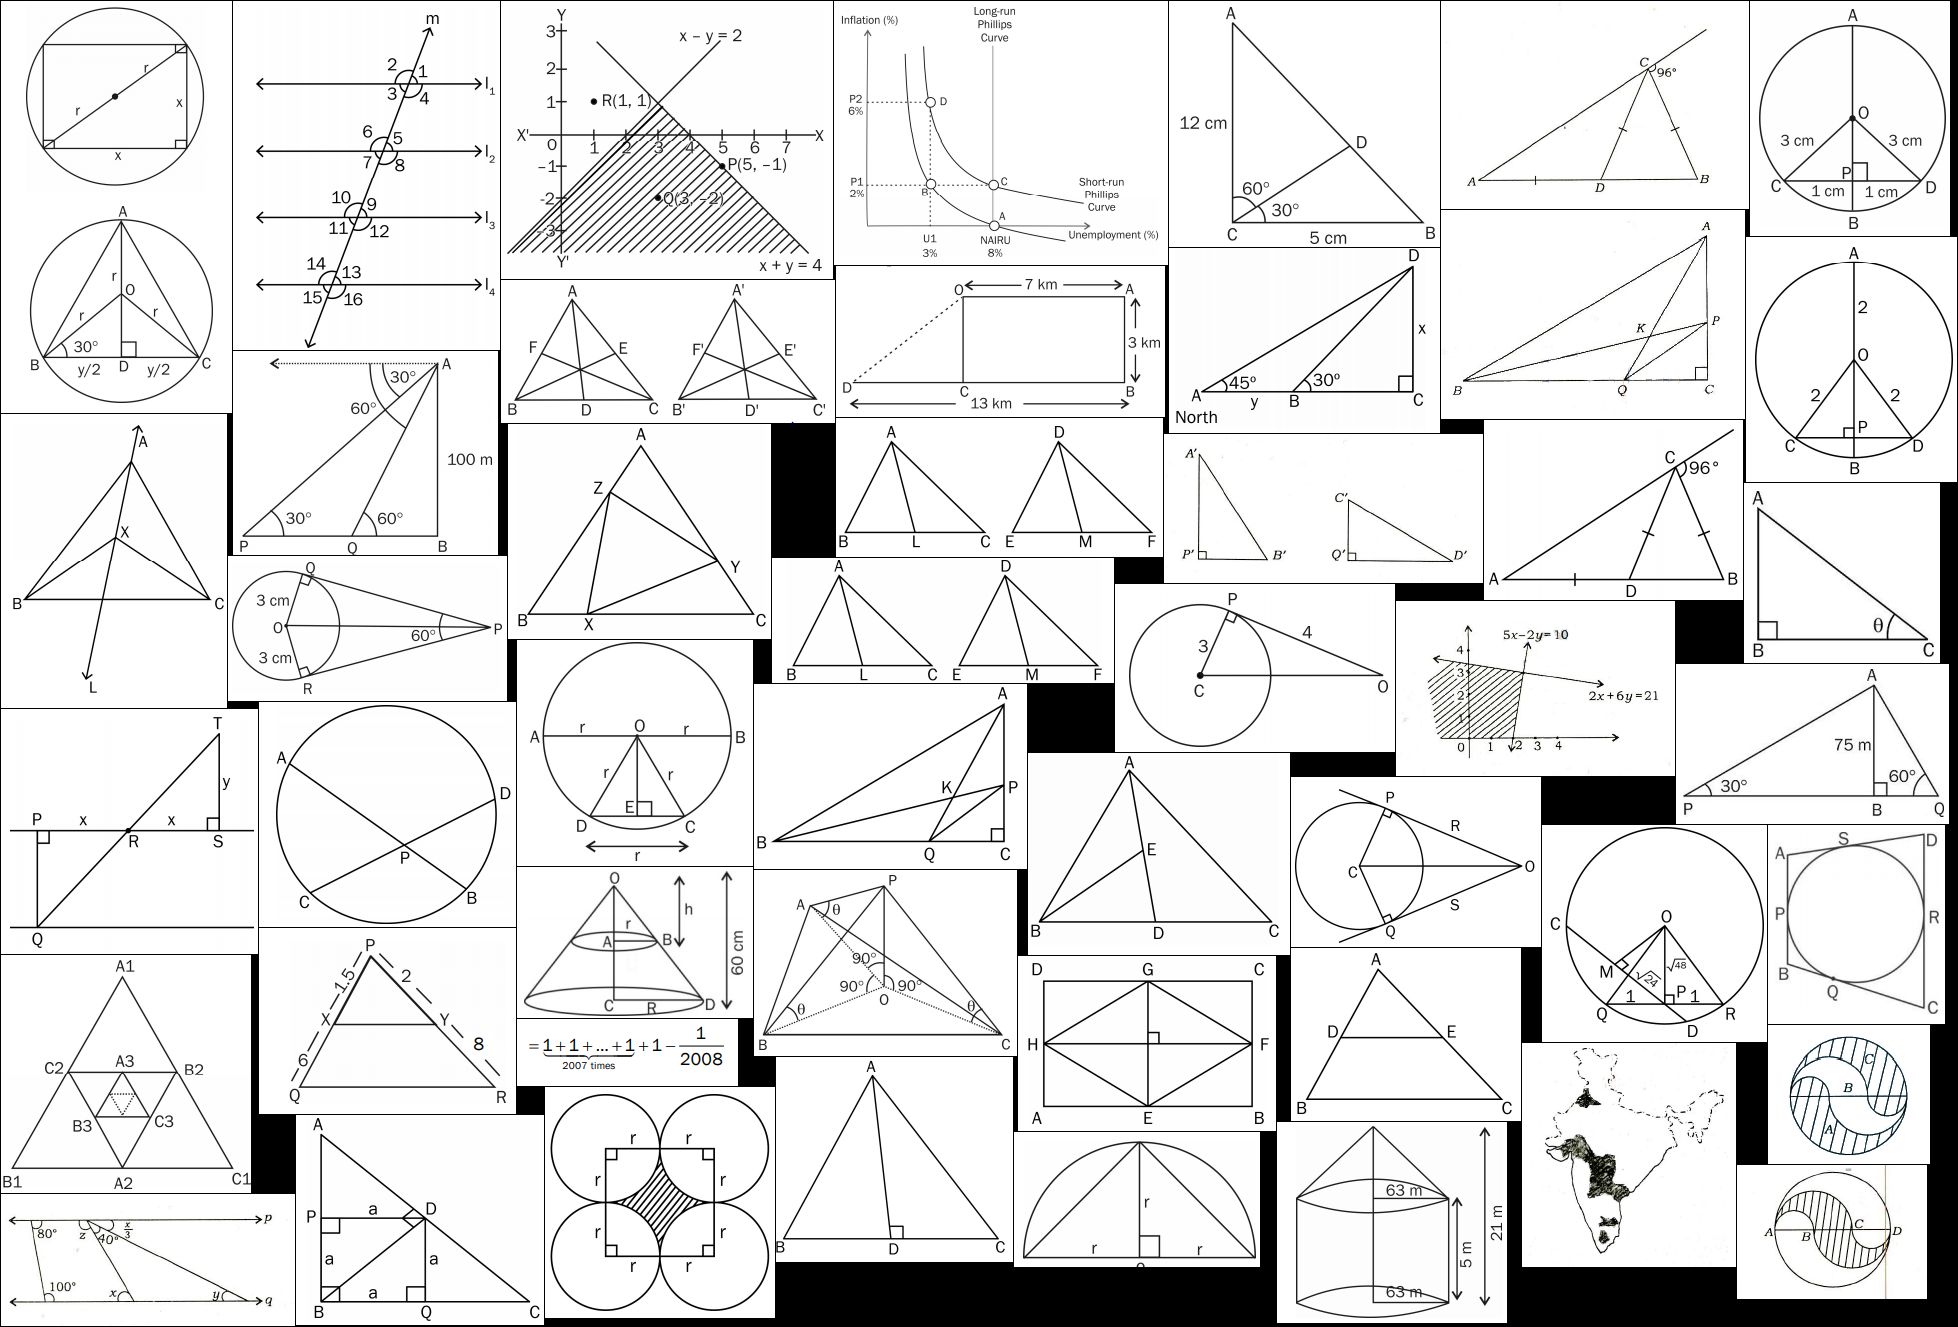 r
r
x
x
A
r
O
r
r
30°
B
y/2
D
y/2
C
m
2 1
3 4
l1
6 5
7 8
l2
10 9
11 12
l3
14 13
15 16
l4
Y
3
2
1
x – y = 2
R(1, 1)
X'
0
1 2 3 4 5 6 7
X
–1
P(5, –1)
-2
Q(3, –2)
-3
Y'
x + y = 4
Inflation (%)
Long-run
Phillips
Curve
P2
6%
D
P1
2%
B
C
Short-run
Phillips
Curve
A
Unemployment (%)
U1
3%
NAIRU
8%
A
12 cm
D
60°
30°
C
5 cm
B
C
96°
A
D
B
A
O
3 cm
3 cm
P
C
1 cm
1 cm
D
B
30°
A
60°
100 m
30°
60°
P
Q
B
A
F
E
B
D
C
A'
F'
E'
B'
D'
C'
O
7 km
A
3 km
D
C
B
13 km
D
x
45º
30º
A
y
B
C
North
A
K
P
B
Q
C
A
2
O
2
2
P
C
D
B
A
X
B
C
L
Q
3 cm
O
60°
P
3 cm
R
A
Z
Y
B
X
C
A
D
B
L
C
E
M
F
A'
P'
B'
C'
Q'
D'
C
96°
A
D
B
A
θ
B
C
A
D
B
L
C
E
M
F
P
3
4
C
O
5x–2y=10
4
3
2
1
2x+6y=21
0 1 2 3 4
A
75 m
30°
60°
P
B
Q
T
y
P
x
R
x
S
Q
A
D
P
C
B
O
A
r
r
B
r
r
E
D
C
r
A
K
P
B
Q
C
A
E
B
D
C
P
R
C
O
S
Q
O
C
M
√24
√48
1
P
1
Q
D
R
S
D
A
P
R
B
Q
C
A1
C2
A3
B2
B3
C3
B1
A2
C1
P
1.5
2
X
Y
6
8
Q
R
O
h
r
A
B
60 cm
C
R
D
= 1+1+...+1+1– 1/2008
2007 times
P
A
θ
90°
90°
90°
O
θ
θ
B
C
D
G
C
H
F
A
E
B
A
D
E
B
C
C
B
A
p
80°
z
40°
x/3
100°
x
y
q
A
P
a
D
a
a
B
a
Q
C
r
r
r
r
r
r
r
r
A
B
D
C
r
r
r
63 m
5 m
21 m
63 m
A
B
C
D